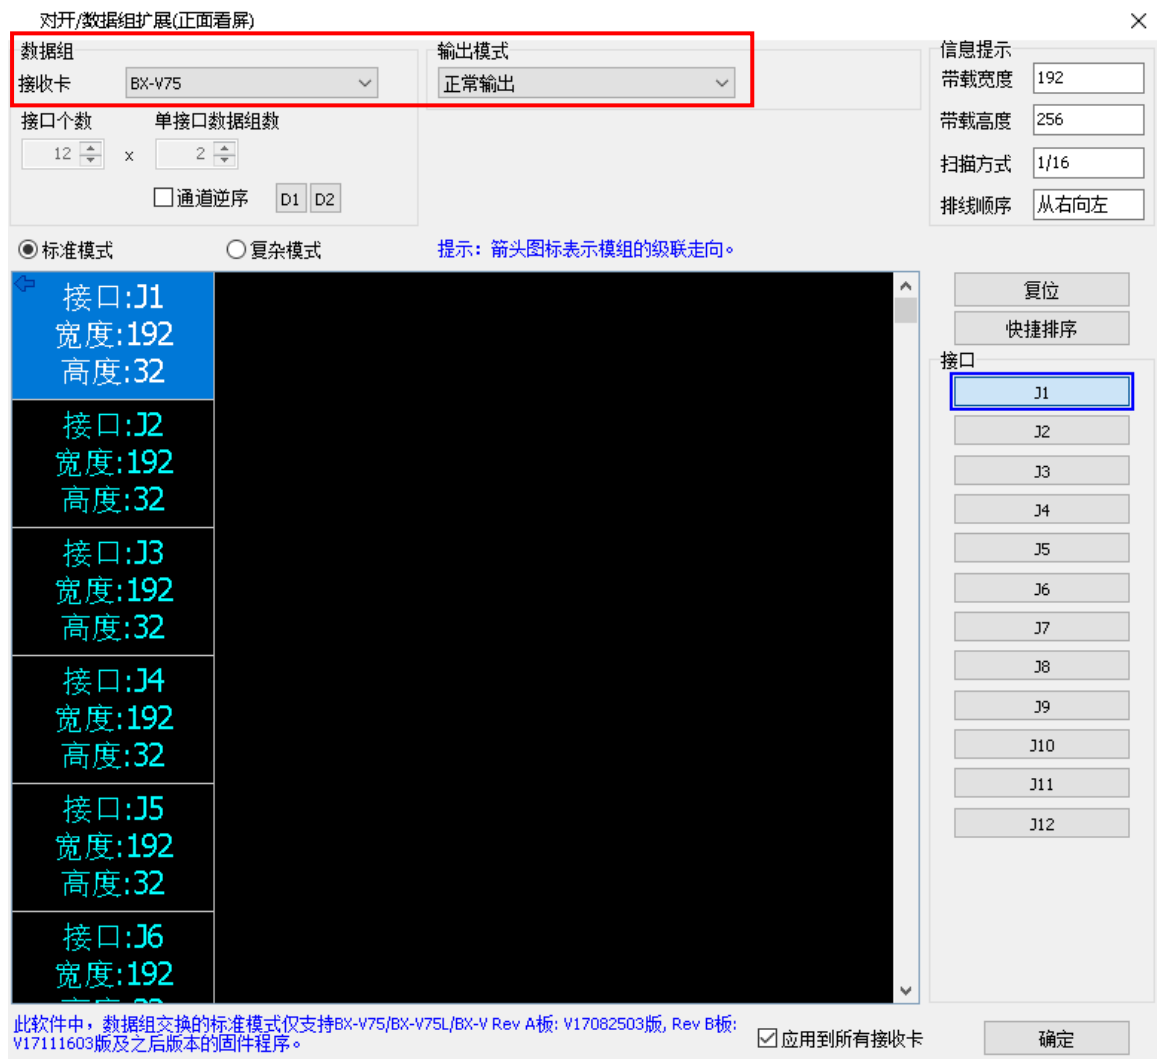 对开/数据组扩展(正面看屏)
数据组
接收卡 BX-V75
输出模式
正常输出
信息提示
带载宽度 192
带载高度 256
扫描方式 1/16
排线顺序 从右向左
接口个数 单接口数据组数
12 x 2
通道逆序 D1 D2
标准模式 复杂模式 提示：箭头图标表示模组的级联走向。
接口:J1
宽度:192
高度:32
接口:J2
宽度:192
高度:32
接口:J3
宽度:192
高度:32
接口:J4
宽度:192
高度:32
接口:J5
宽度:192
高度:32
接口:J6
宽度:192
复位
快捷排序
接口
J1
J2
J3
J4
J5
J6
J7
J8
J9
J10
J11
J12
此软件中，数据组交换的标准模式仅支持BX-V75/BX-V75L/BX-V Rev A板: V17082503版, Rev B板:
V17111603版及之后版本的固件程序。
应用到所有接收卡
确定